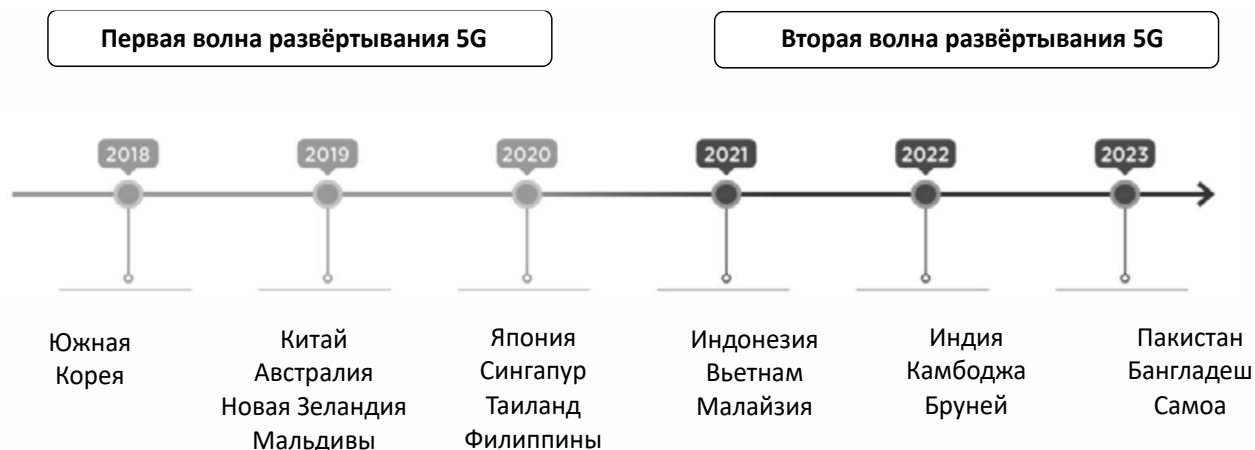 Первая волна развёртывания 5G
Вторая волна развёртывания 5G
2018
2019
2020
2021
2022
2023
Южная
Корея
Китай
Австралия
Новая Зеландия
Мальдивы
Япония
Сингапур
Таиланд
Филиппины
Индонезия
Вьетнам
Малайзия
Индия
Камбоджа
Бруней
Пакистан
Бангладеш
Самоа